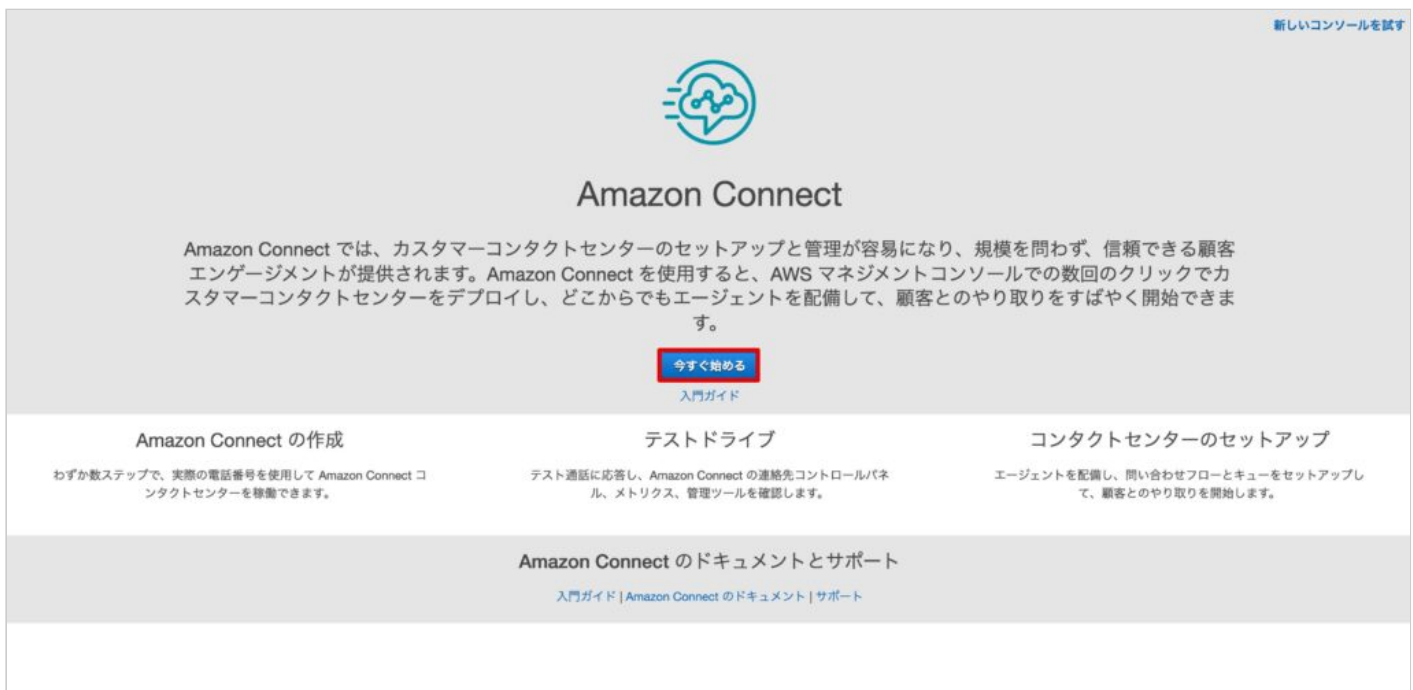 新しいコンソールを試す
Amazon Connect
Amazon Connect では、カスタマーコンタクトセンターのセットアップと管理が容易になり、規模を問わず、信頼できる顧客
エンゲージメントが提供されます。Amazon Connect を使用すると、AWS マネジメントコンソールでの数回のクリックでカ
スタマーコンタクトセンターをデプロイし、どこからでもエージェントを配備して、顧客とのやり取りをすばやく開始できま
す。
今すぐ始める
入門ガイド
Amazon Connect の作成
わずか数ステップで、実際の電話番号を使用して Amazon Connect コ
ンタクトセンターを稼働できます。
テストドライブ
テスト通話に応答し、Amazon Connect の連絡先コントロールパネ
ル、メトリクス、管理ツールを確認します。
コンタクトセンターのセットアップ
エージェントを配備し、問い合わせフローとキューをセットアップし
て、顧客とのやり取りを開始します。
Amazon Connect のドキュメントとサポート
入門ガイド | Amazon Connect のドキュメント | サポート